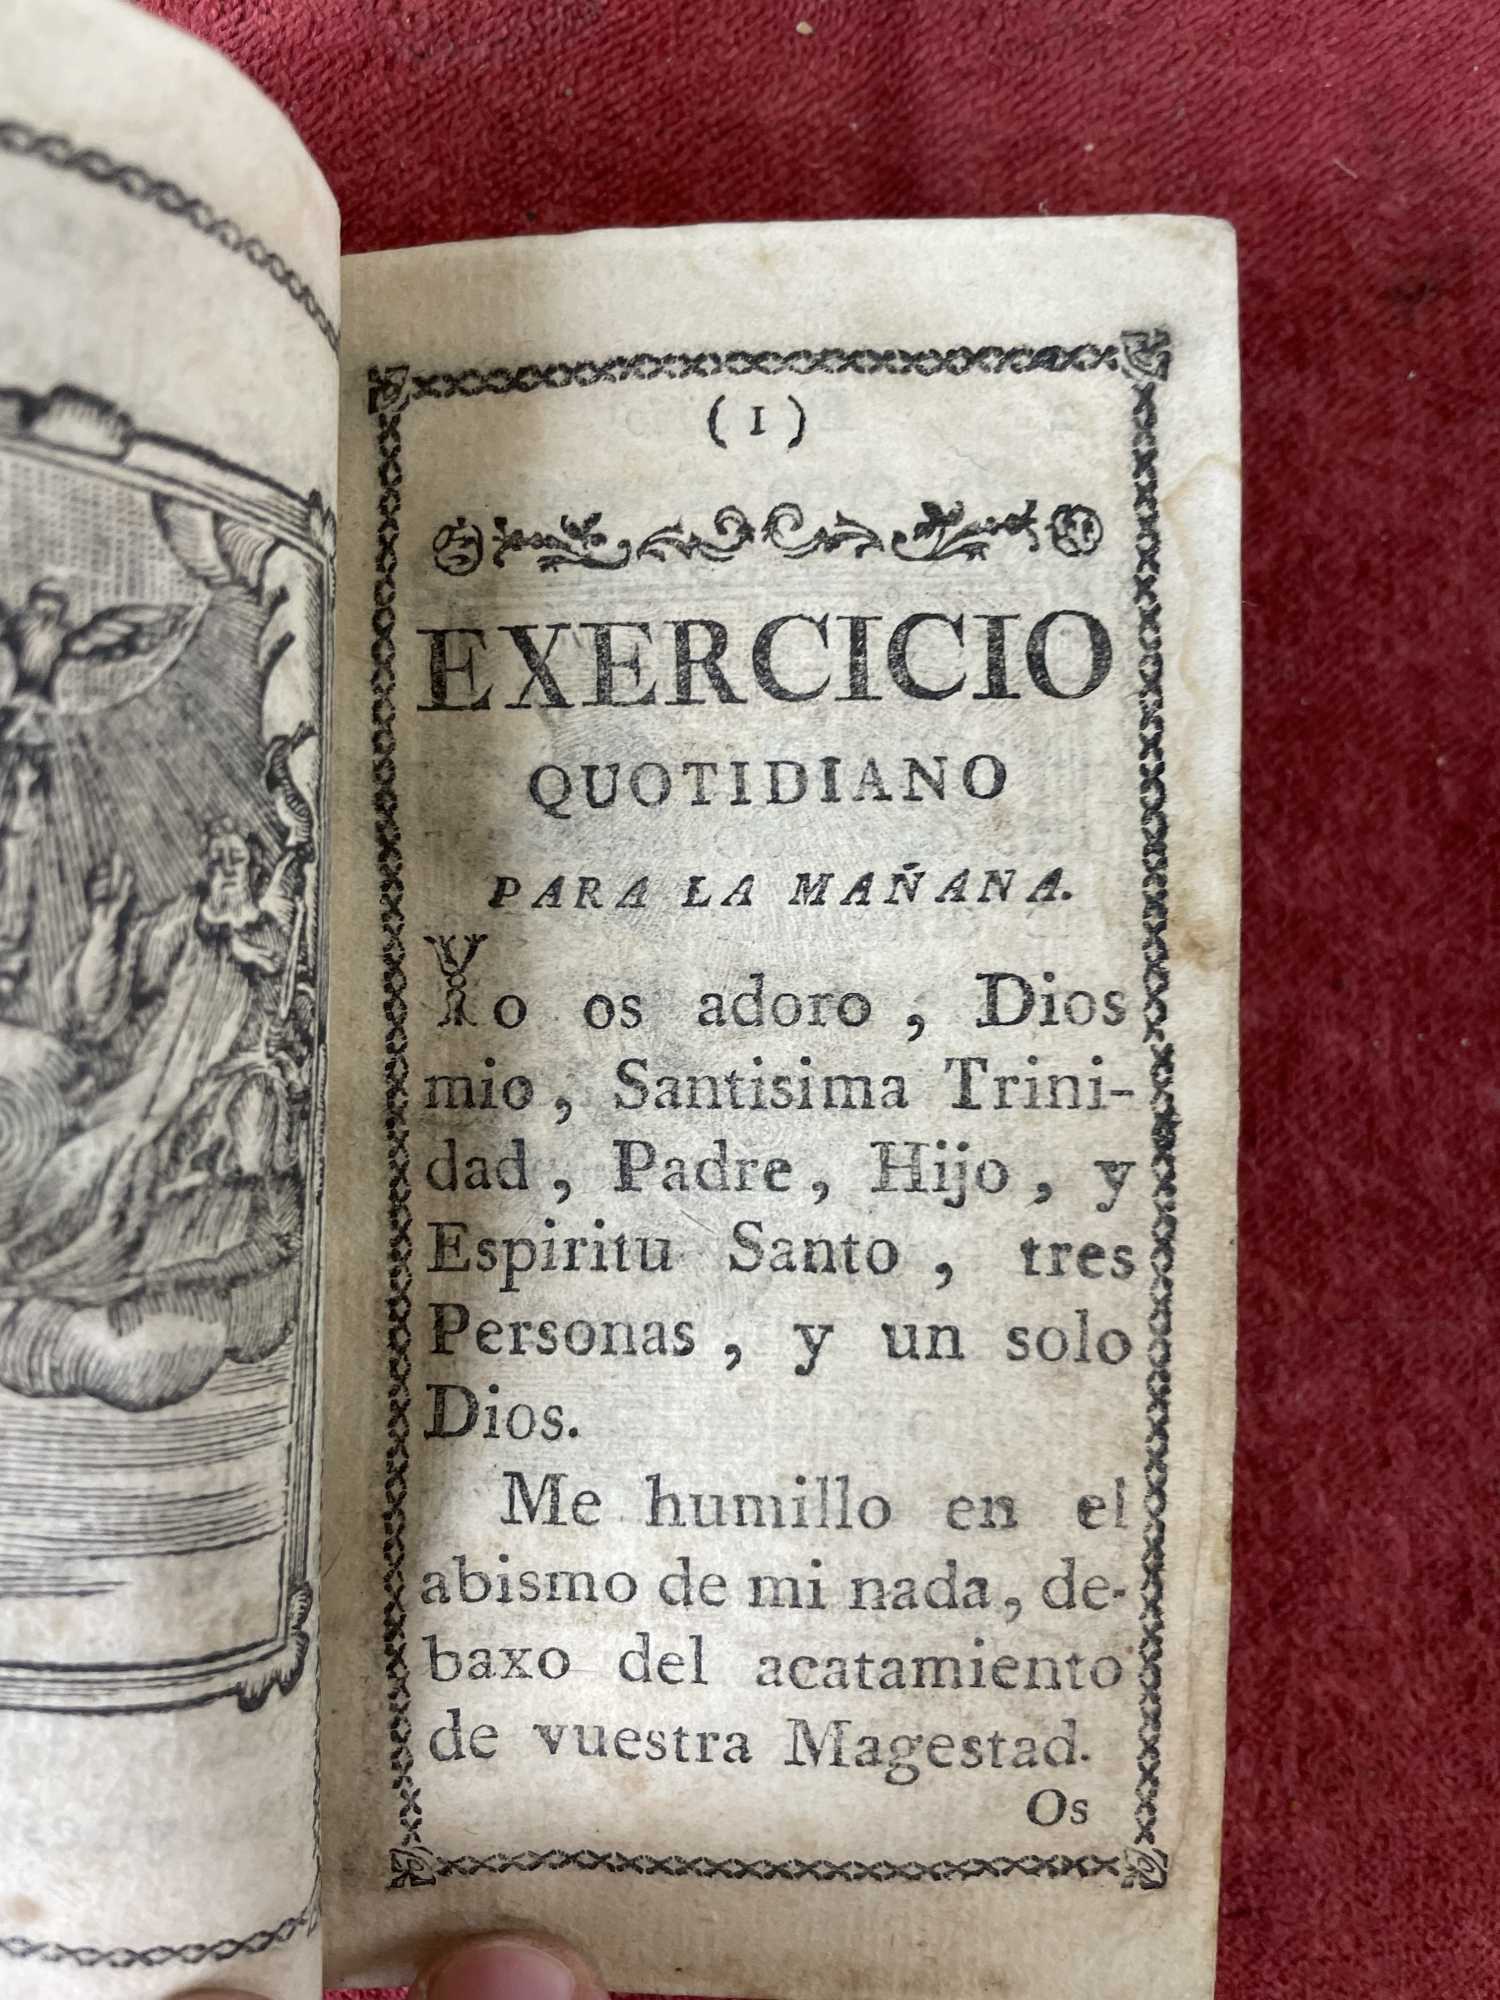 ( I )
EXERCICIO
QUOTIDIANO
PARA LA MAÑANA.
Yo os adoro, Dios
mio, Santisima Trini-
dad, Padre, Hijo, y
Espiritu Santo, tres
Personas, y un solo
Dios.
Me humillo en el
abismo de mi nada, de-
baxo del acatamiento
de vuestra Magestad.
Os